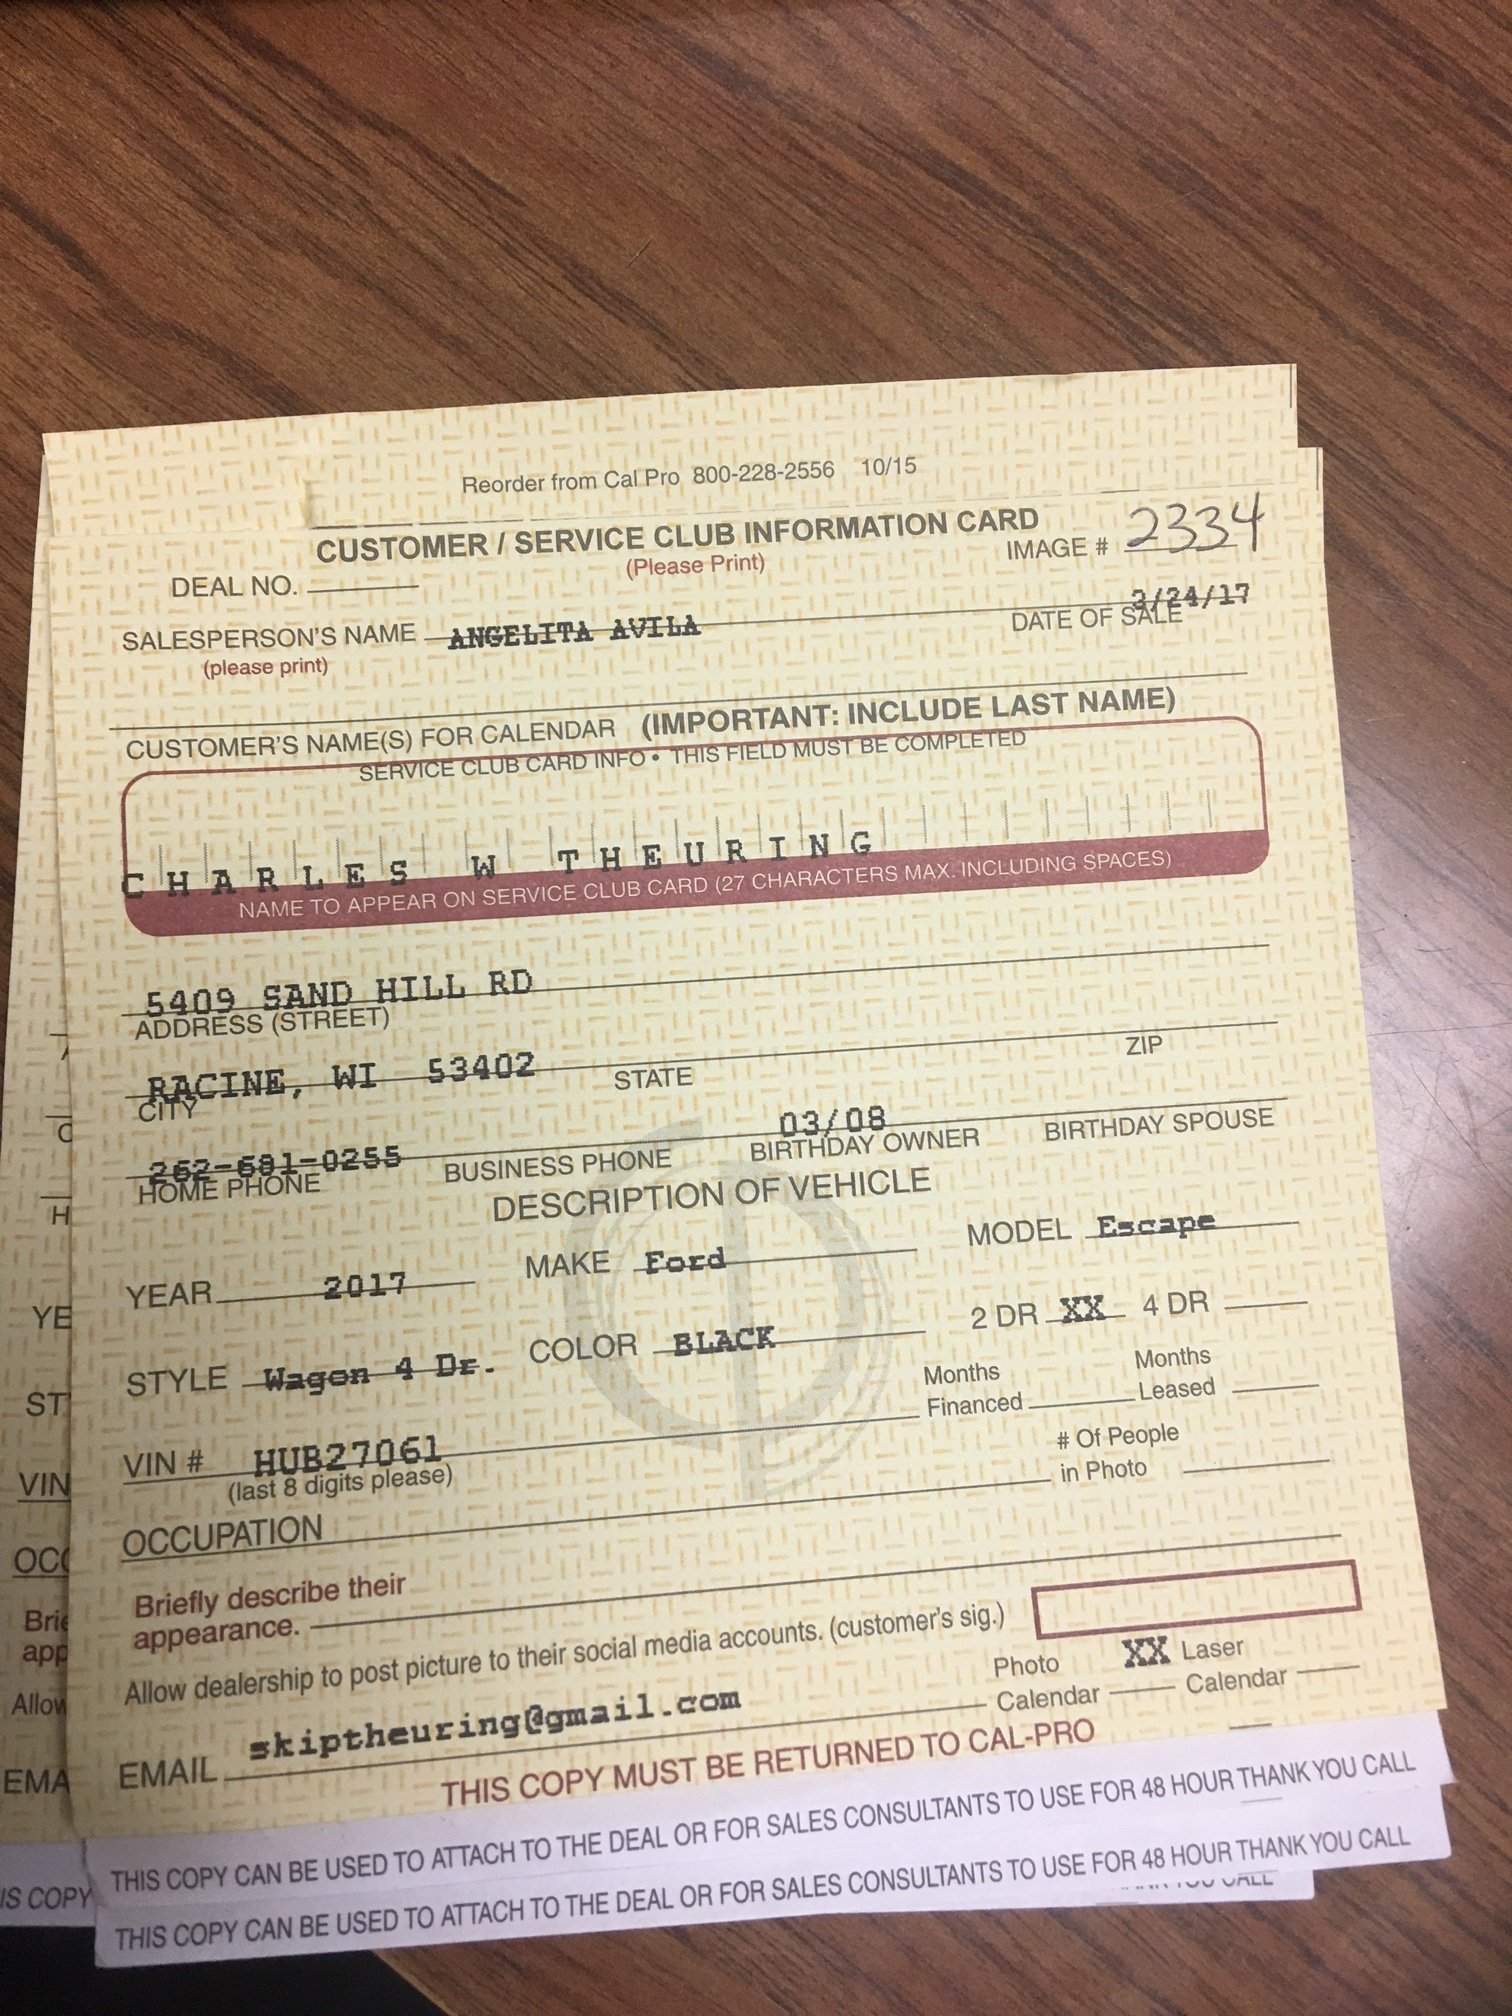 Reorder from Cal Pro 800-228-2556 10/15
CUSTOMER / SERVICE CLUB INFORMATION CARD
(Please Print)
IMAGE # 2334
DEAL NO.
SALESPERSON'S NAME ANGELITA AVILA
(please print)
3/24/17
DATE OF SALE
CUSTOMER'S NAME(S) FOR CALENDAR (IMPORTANT: INCLUDE LAST NAME)
SERVICE CLUB CARD INFO • THIS FIELD MUST BE COMPLETED
CHARLES W THEURING
NAME TO APPEAR ON SERVICE CLUB CARD (27 CHARACTERS MAX. INCLUDING SPACES)
5409 SAND HILL RD
ADDRESS (STREET)
RACINE, WI 53402
CITY STATE ZIP
262-681-0255 03/08
HOME PHONE BUSINESS PHONE BIRTHDAY OWNER BIRTHDAY SPOUSE
DESCRIPTION OF VEHICLE
YEAR 2017 MAKE Ford MODEL Escape
STYLE Wagon 4 Dr. COLOR BLACK 2 DR XX 4 DR
VIN # HUB27061 Months Financed Months Leased
(last 8 digits please)
# Of People in Photo
OCCUPATION
Briefly describe their
appearance.
Allow dealership to post picture to their social media accounts. (customer's sig.)
EMAIL skiptheuring@gmail.com Photo Calendar XX Laser Calendar
THIS COPY MUST BE RETURNED TO CAL-PRO
THIS COPY CAN BE USED TO ATTACH TO THE DEAL OR FOR SALES CONSULTANTS TO USE FOR 48 HOUR THANK YOU CALL
THIS COPY CAN BE USED TO ATTACH TO THE DEAL OR FOR SALES CONSULTANTS TO USE FOR 48 HOUR THANK YOU CALL